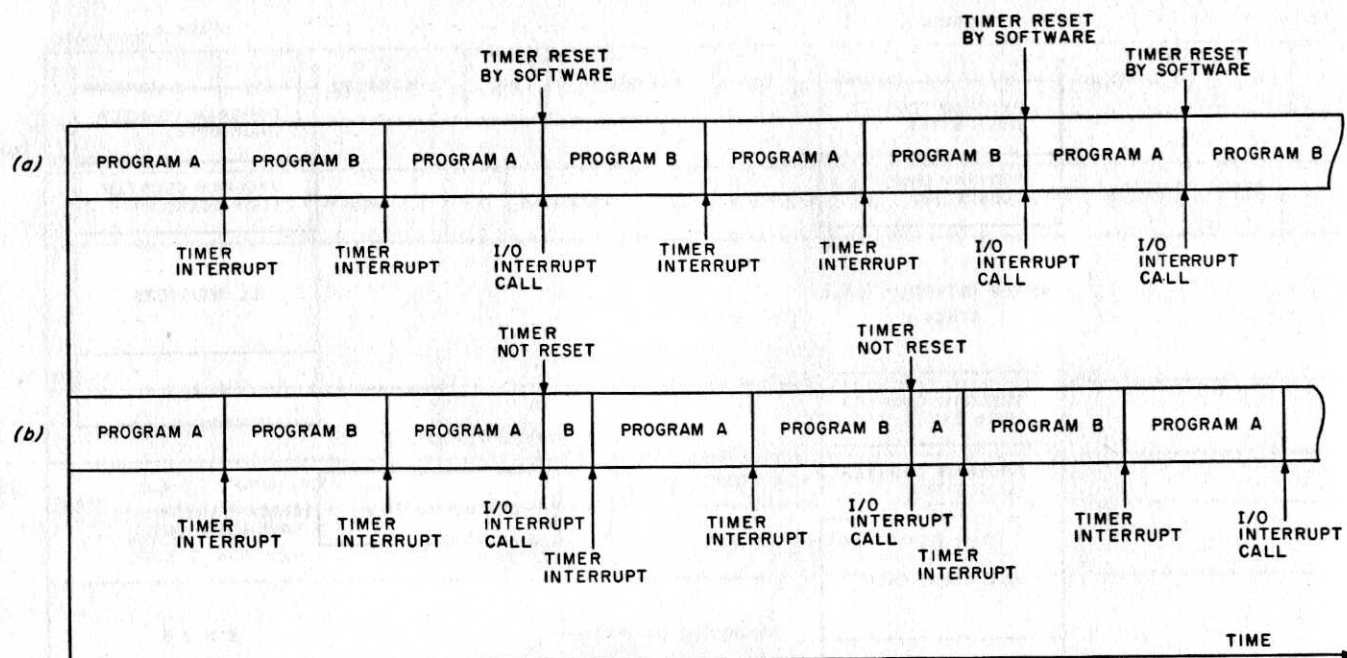 TIMER RESET
BY SOFTWARE
TIMER RESET
BY SOFTWARE
TIMER RESET
BY SOFTWARE
(a)
PROGRAM A
PROGRAM B
PROGRAM A
PROGRAM B
PROGRAM A
PROGRAM B
PROGRAM A
PROGRAM B
TIMER
INTERRUPT
TIMER
INTERRUPT
I/O
INTERRUPT
CALL
TIMER
INTERRUPT
TIMER
INTERRUPT
I/O
INTERRUPT
CALL
I/O
INTERRUPT
CALL
TIMER
NOT RESET
TIMER
NOT RESET
(b)
PROGRAM A
PROGRAM B
PROGRAM A
B
PROGRAM A
PROGRAM B
A
PROGRAM B
PROGRAM A
TIMER
INTERRUPT
TIMER
INTERRUPT
I/O
INTERRUPT
CALL
TIMER
INTERRUPT
TIMER
INTERRUPT
I/O
INTERRUPT
CALL
TIMER
INTERRUPT
TIMER
INTERRUPT
I/O
INTERRUPT
CALL
TIME